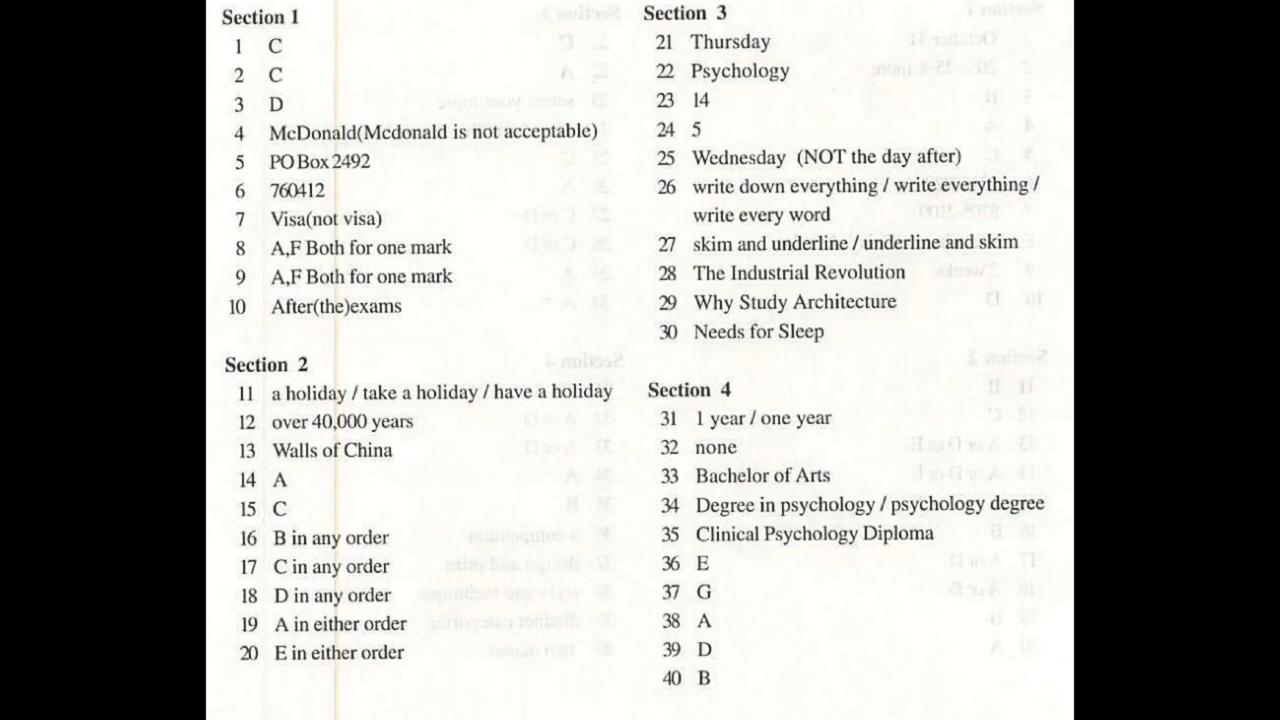 Section 1
1 C
2 C
3 D
4 McDonald(Mcdonald is not acceptable)
5 PO Box 2492
6 760412
7 Visa(not visa)
8 A,F Both for one mark
9 A,F Both for one mark
10 After(the)exams
Section 2
11 a holiday / take a holiday / have a holiday
12 over 40,000 years
13 Walls of China
14 A
15 C
16 B in any order
17 C in any order
18 D in any order
19 A in either order
20 E in either order
Section 3
21 Thursday
22 Psychology
23 14
24 5
25 Wednesday (NOT the day after)
26 write down everything / write everything /
write every word
27 skim and underline / underline and skim
28 The Industrial Revolution
29 Why Study Architecture
30 Needs for Sleep
Section 4
31 1 year / one year
32 none
33 Bachelor of Arts
34 Degree in psychology / psychology degree
35 Clinical Psychology Diploma
36 E
37 G
38 A
39 D
40 B